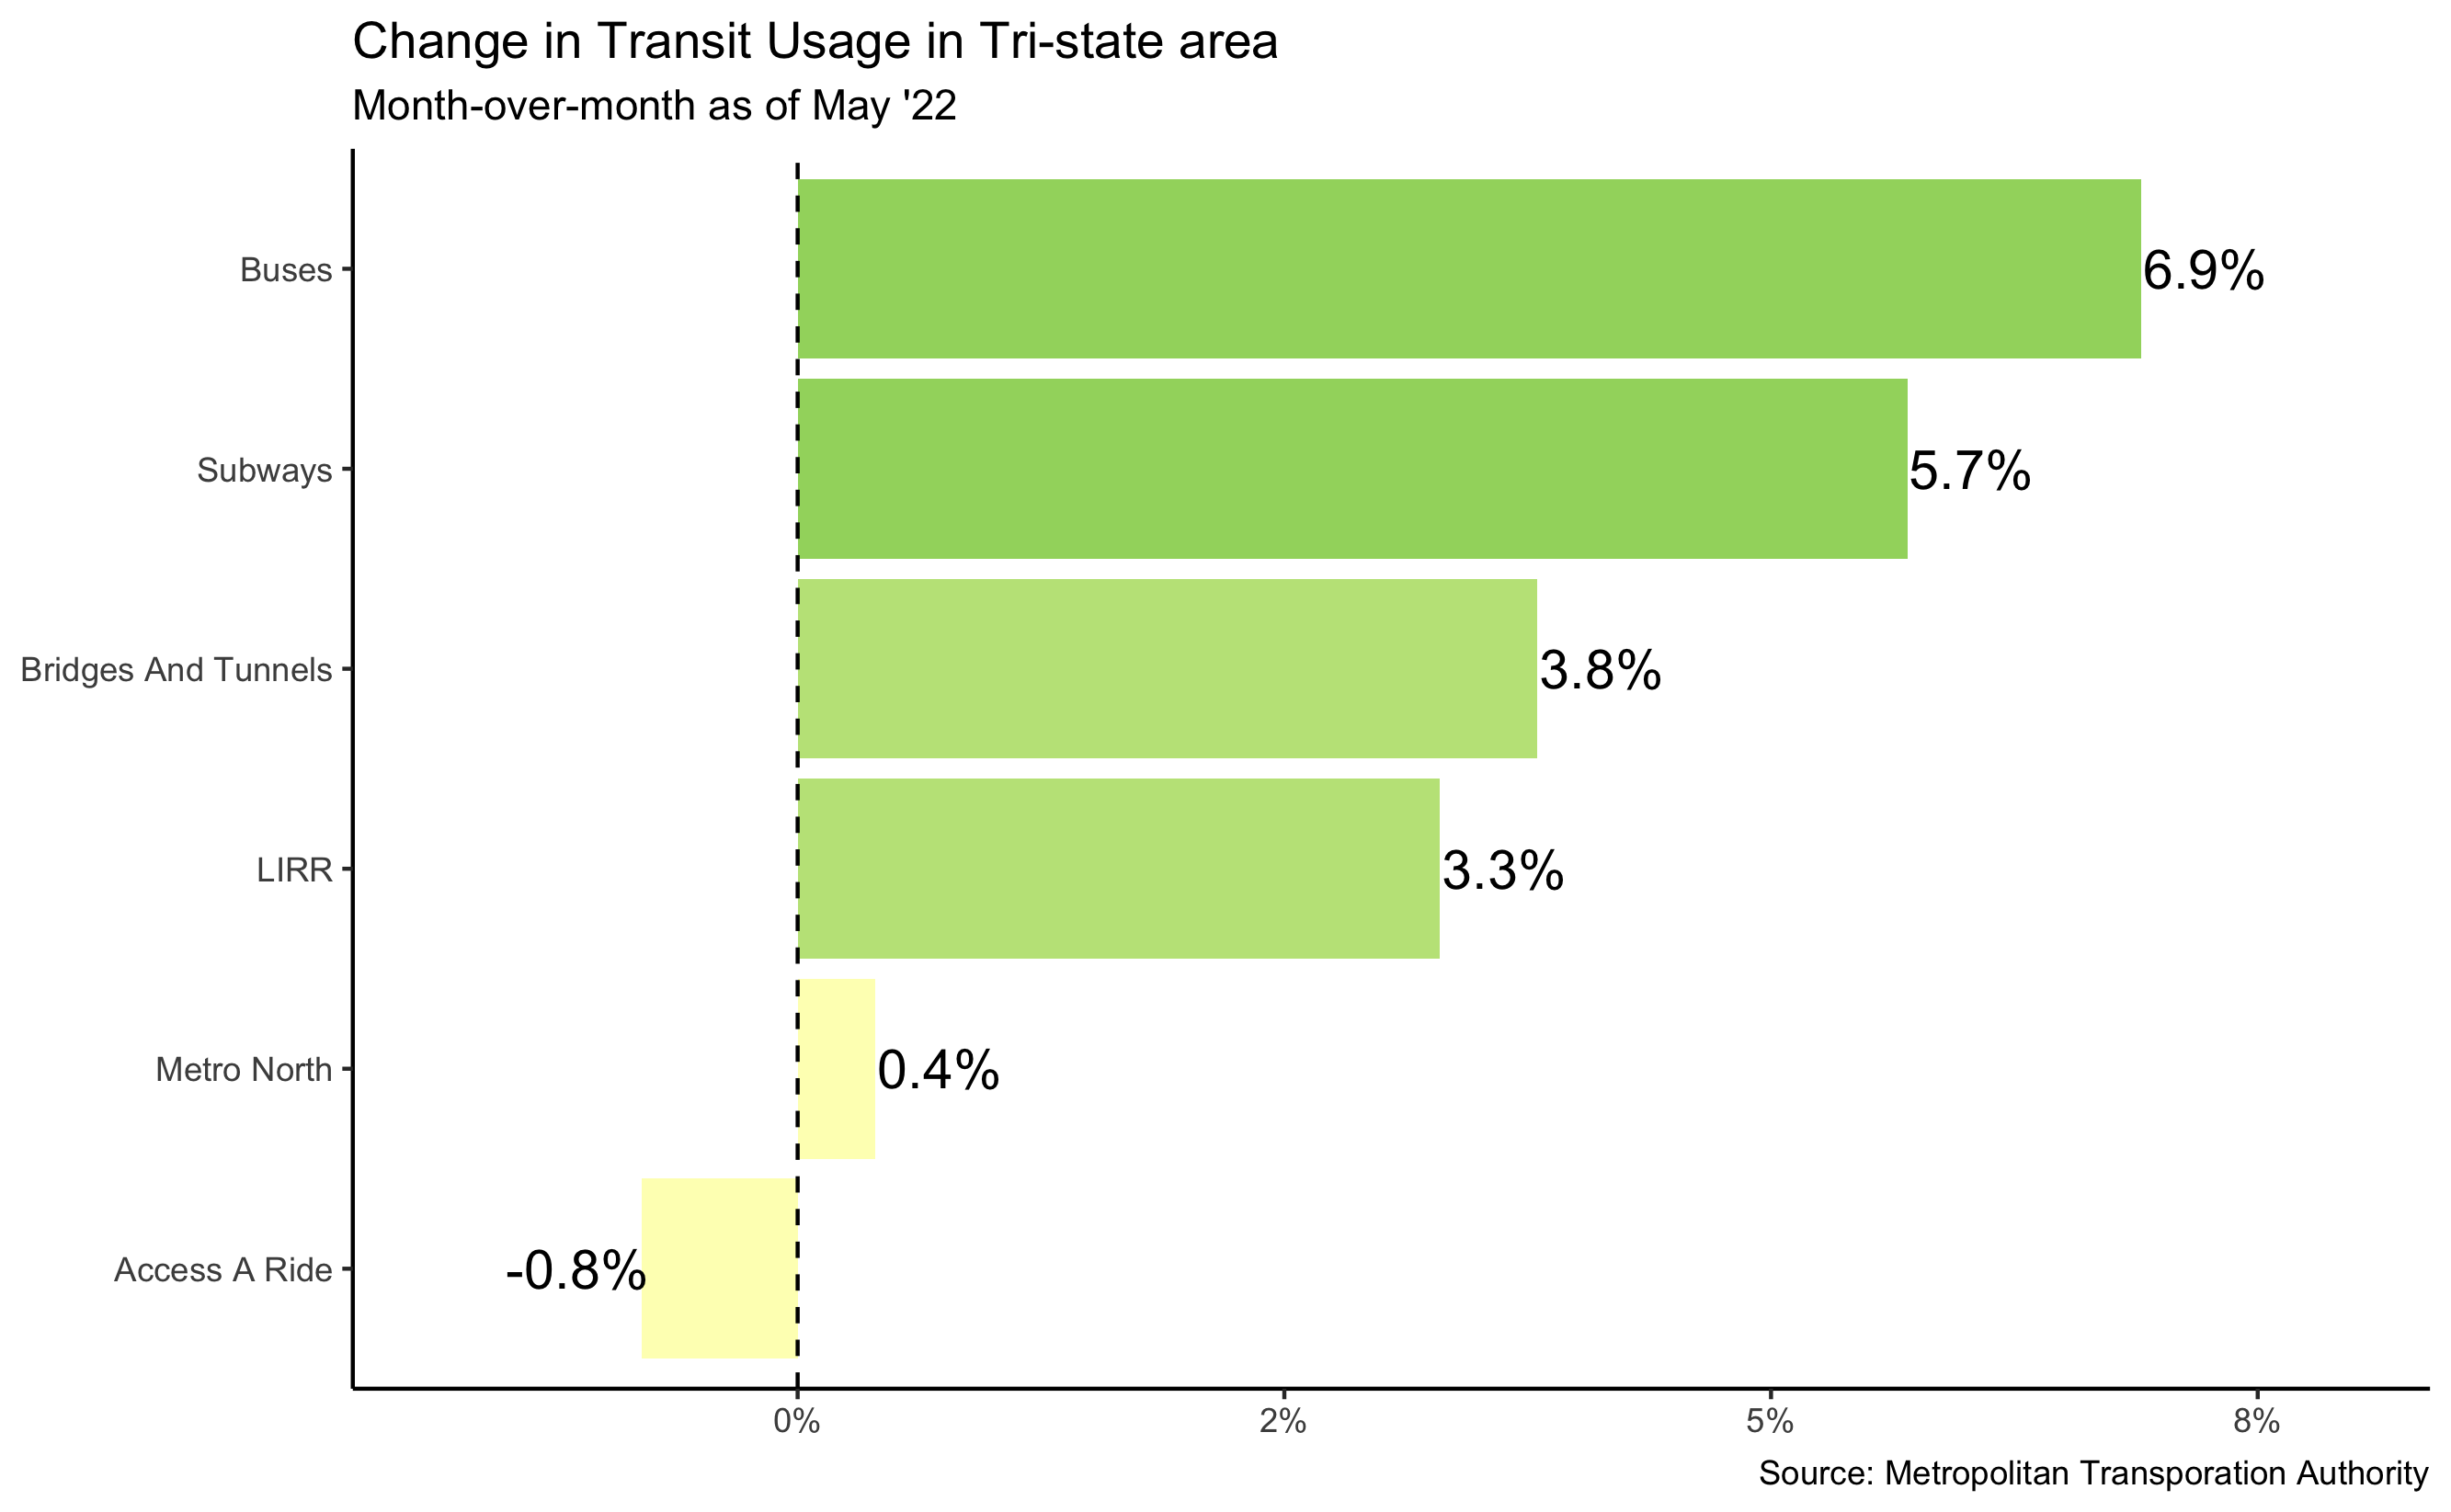 Change in Transit Usage in Tri-state area
Month-over-month as of May '22
Buses
6.9%
Subways
5.7%
Bridges And Tunnels
3.8%
LIRR
3.3%
Metro North
0.4%
Access A Ride
-0.8%
0% 2% 5% 8%
Source: Metropolitan Transporation Authority